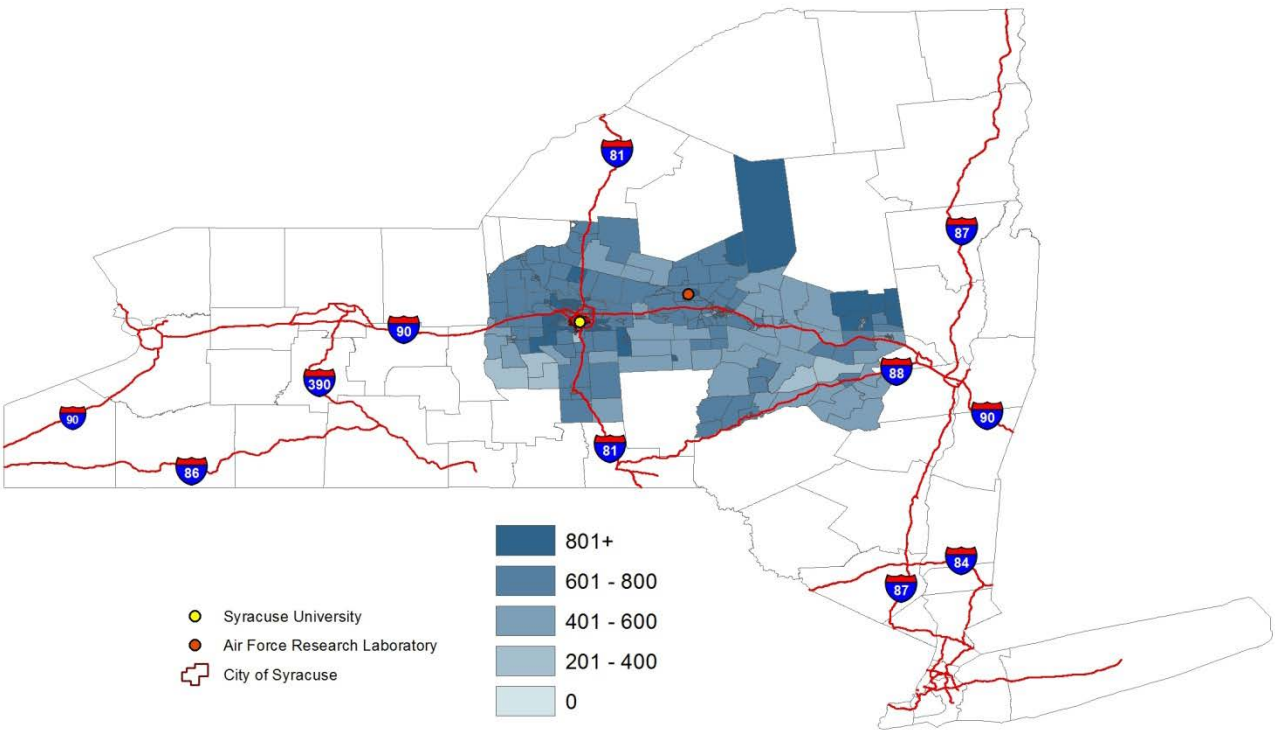 81
87
90
88
390
90
90
81
86
801+
601 - 800
84
401 - 600
87
Syracuse University
Air Force Research Laboratory
201 - 400
City of Syracuse
0